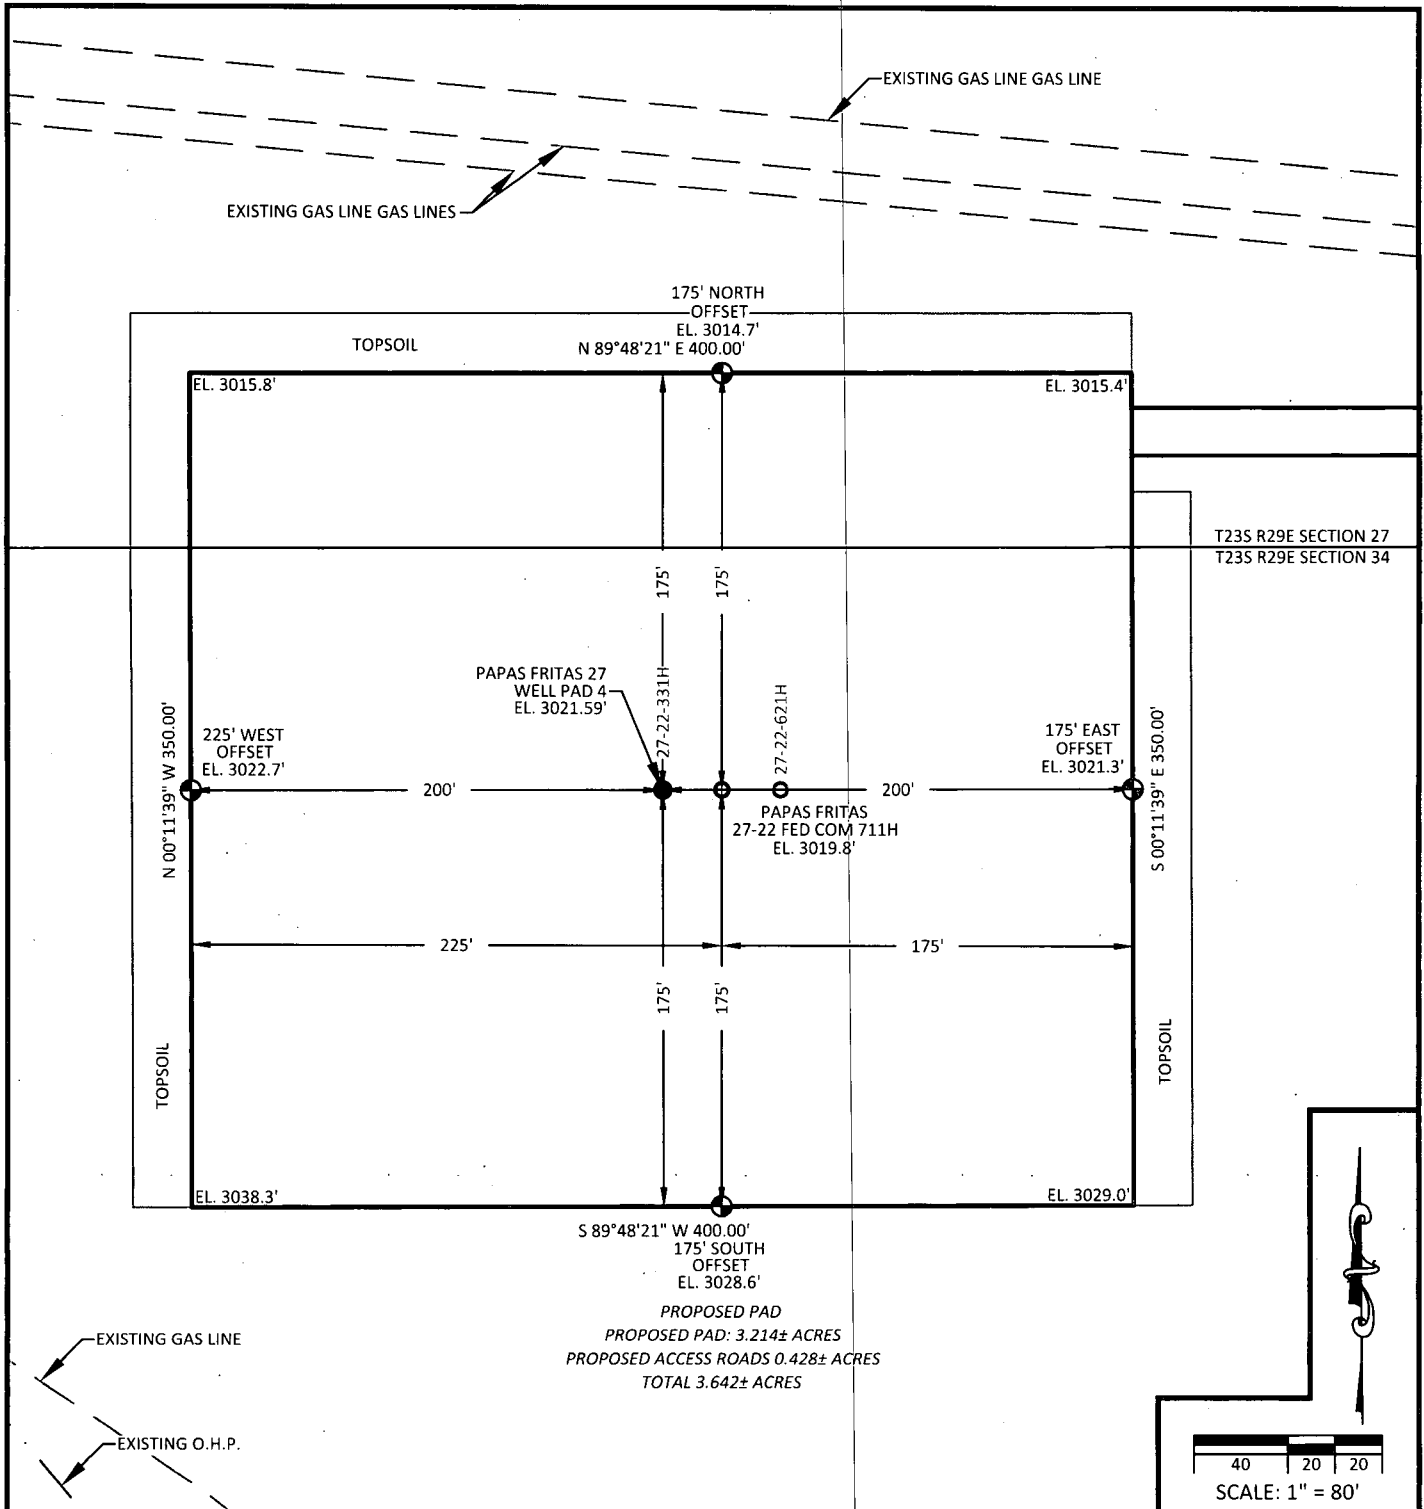 EXISTING GAS LINE GAS LINE
EXISTING GAS LINE GAS LINES
175' NORTH
OFFSET
EL. 3014.7'
N 89°48'21" E 400.00'
TOPSOIL
EL. 3015.8'
EL. 3015.4'
T23S R29E SECTION 27
T23S R29E SECTION 34
175'
175'
PAPAS FRITAS 27
WELL PAD 4
EL. 3021.59'
27-22-331H
27-22-621H
N 00°11'39" W 350.00'
225' WEST
OFFSET
EL. 3022.7'
175' EAST
OFFSET
EL. 3021.3'
S 00°11'39" E 350.00'
200'
200'
PAPAS FRITAS
27-22 FED COM 711H
EL. 3019.8'
225'
175'
175'
175'
TOPSOIL
TOPSOIL
EL. 3038.3'
EL. 3029.0'
S 89°48'21" W 400.00'
175' SOUTH
OFFSET
EL. 3028.6'
PROPOSED PAD
PROPOSED PAD: 3.214± ACRES
PROPOSED ACCESS ROADS 0.428± ACRES
TOTAL 3.642± ACRES
EXISTING GAS LINE
EXISTING O.H.P.
40 20 20
SCALE: 1" = 80'